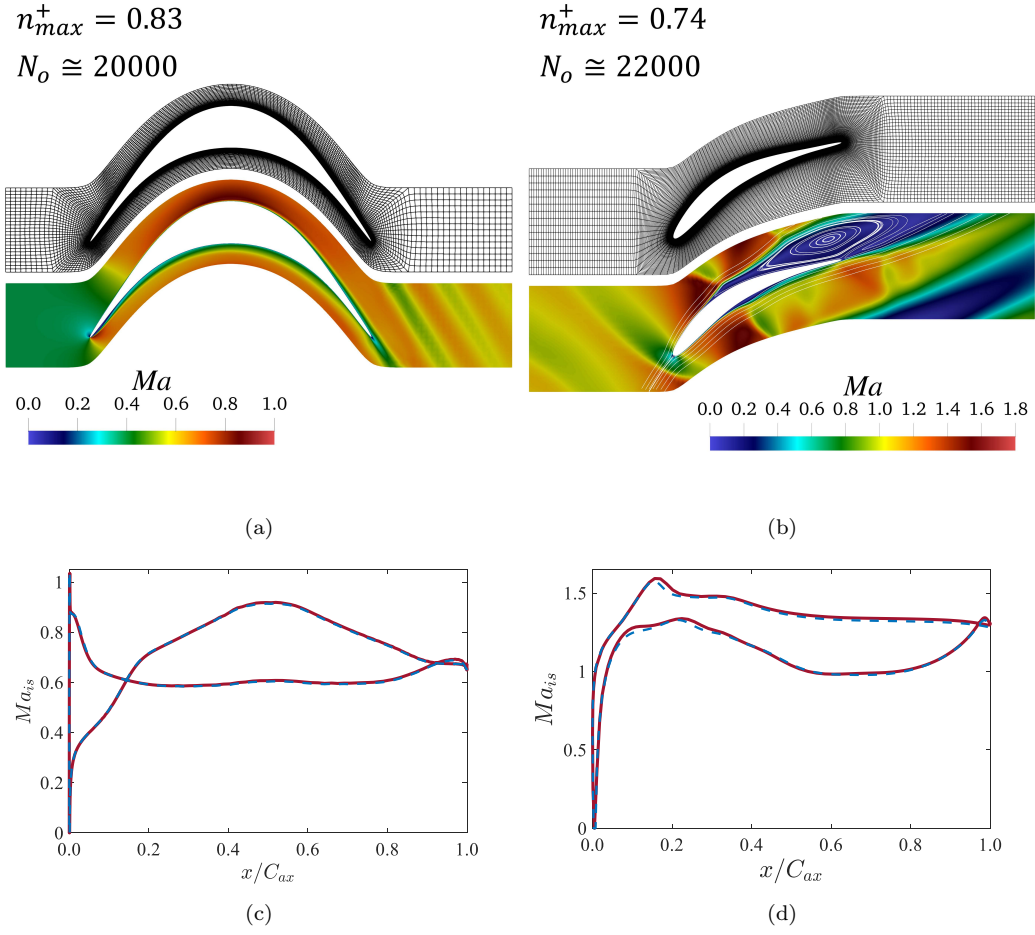 n⁺max = 0.83
Nₒ ≅ 20000
n⁺max = 0.74
Nₒ ≅ 22000
Ma
0.0 0.2 0.4 0.6 0.8 1.0
Ma
0.0 0.2 0.4 0.6 0.8 1.0 1.2 1.4 1.6 1.8
(a)
(b)
1
0.8
0.6
0.4
0.2
0
Ma_is
0.0 0.2 0.4 0.6 0.8 1.0
x/C_ax
(c)
1.5
1
0.5
0
Ma_is
0.0 0.2 0.4 0.6 0.8 1.0
x/C_ax
(d)